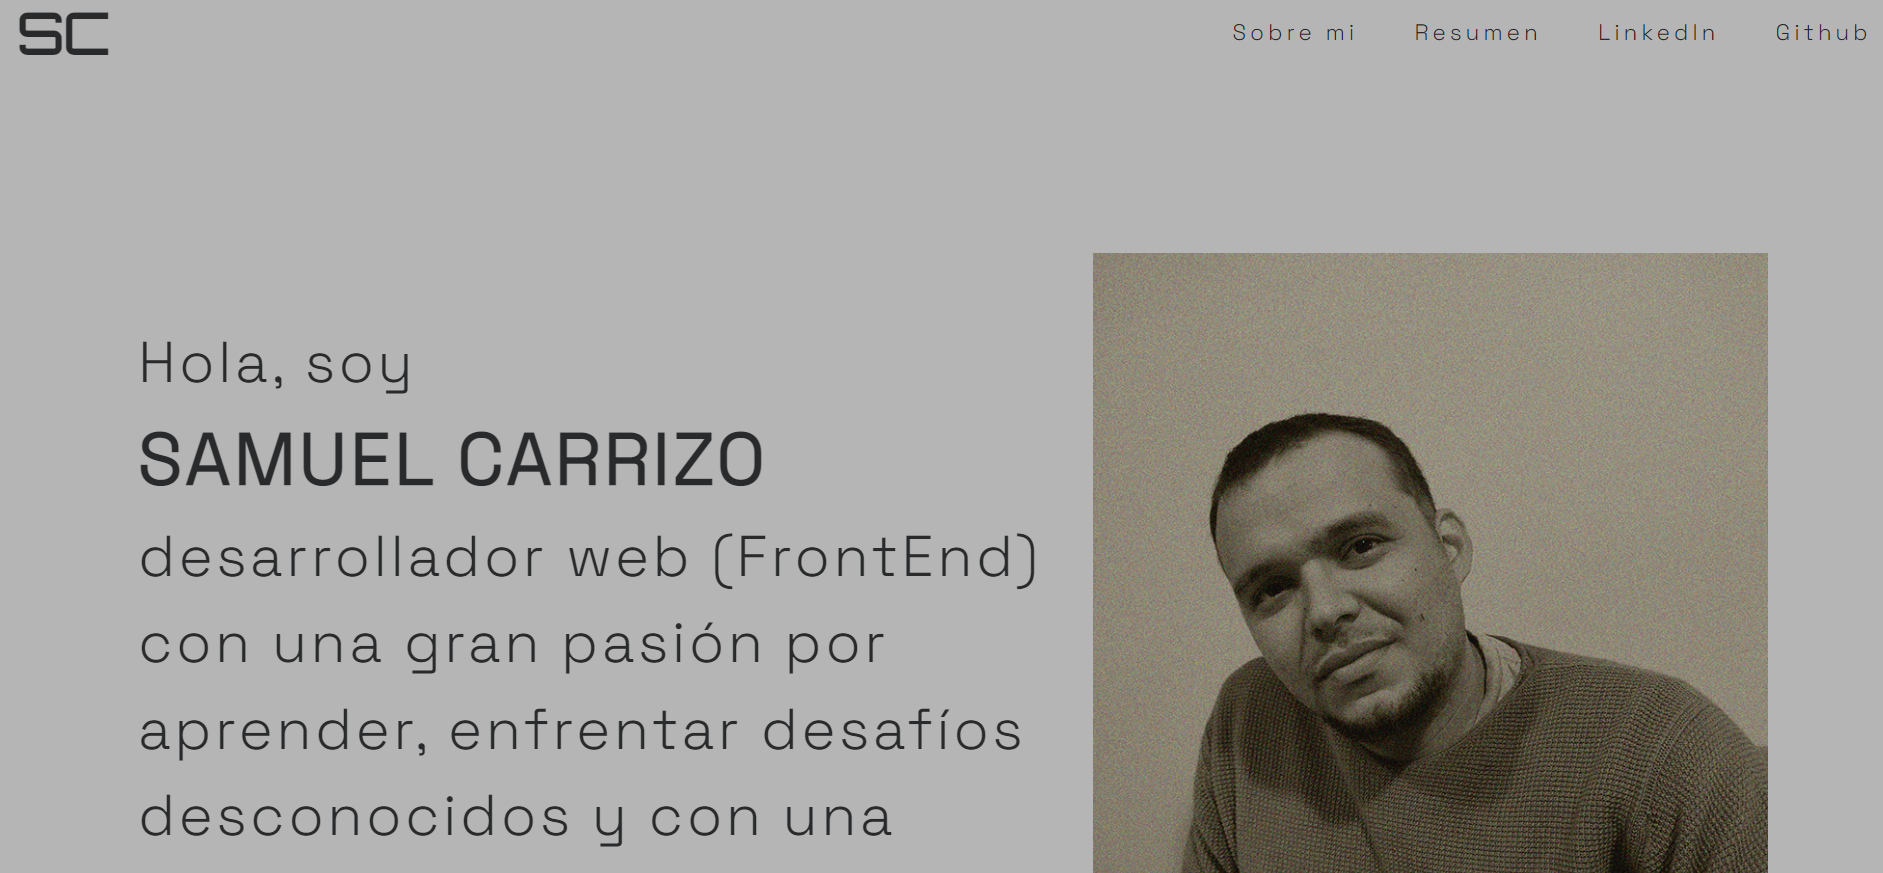 SC
Sobre mi Resumen LinkedIn Github
Hola, soy
SAMUEL CARRIZO
desarrollador web (FrontEnd)
con una gran pasión por
aprender, enfrentar desafíos
desconocidos y con una